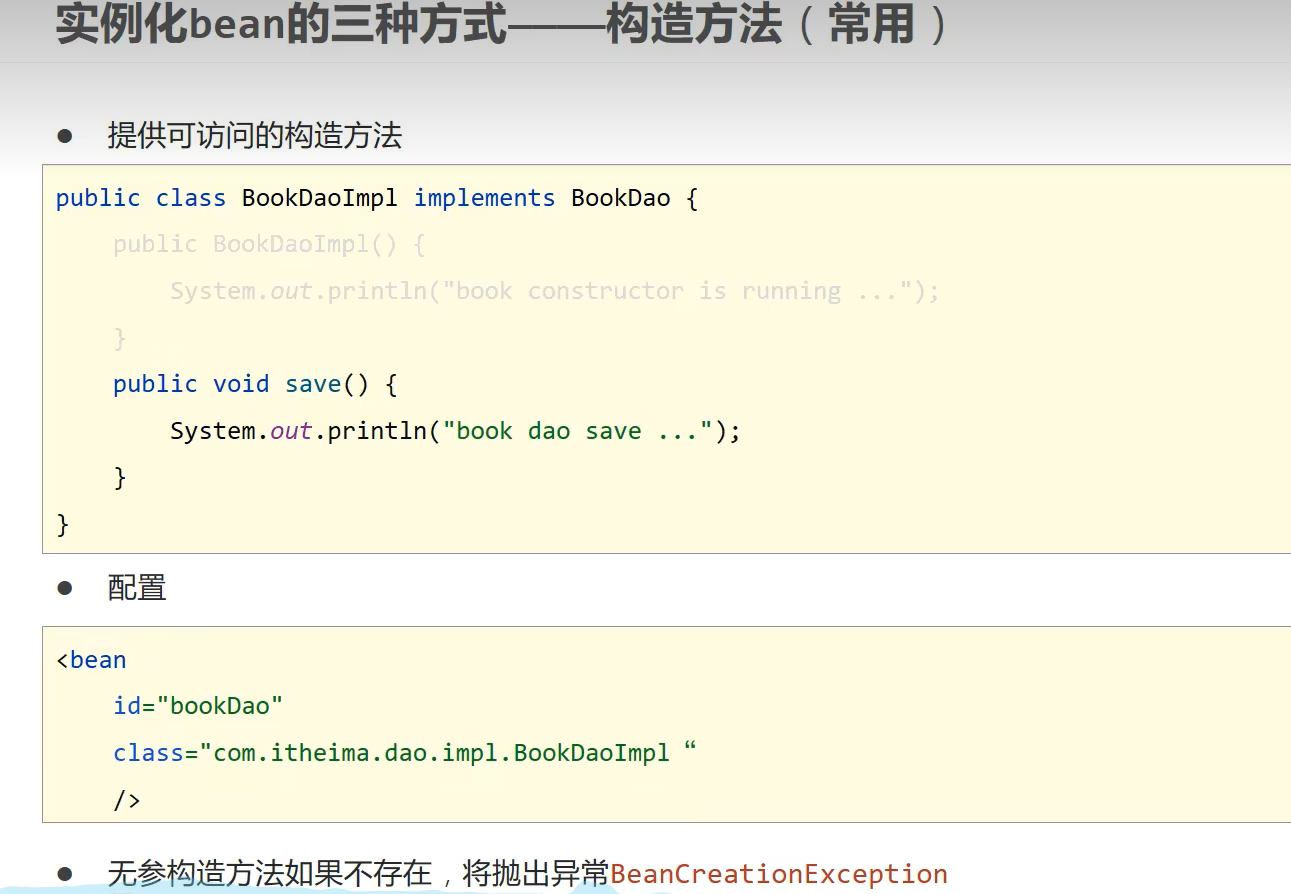 实例化bean的三种方式——构造方法（常用）
● 提供可访问的构造方法
public class BookDaoImpl implements BookDao {
    public BookDaoImpl() {
        System.out.println("book constructor is running ...");
    }
    public void save() {
        System.out.println("book dao save ...");
    }
}
● 配置
<bean
    id="bookDao"
    class="com.itheima.dao.impl.BookDaoImpl “
    />
● 无参构造方法如果不存在，将抛出异常BeanCreationException